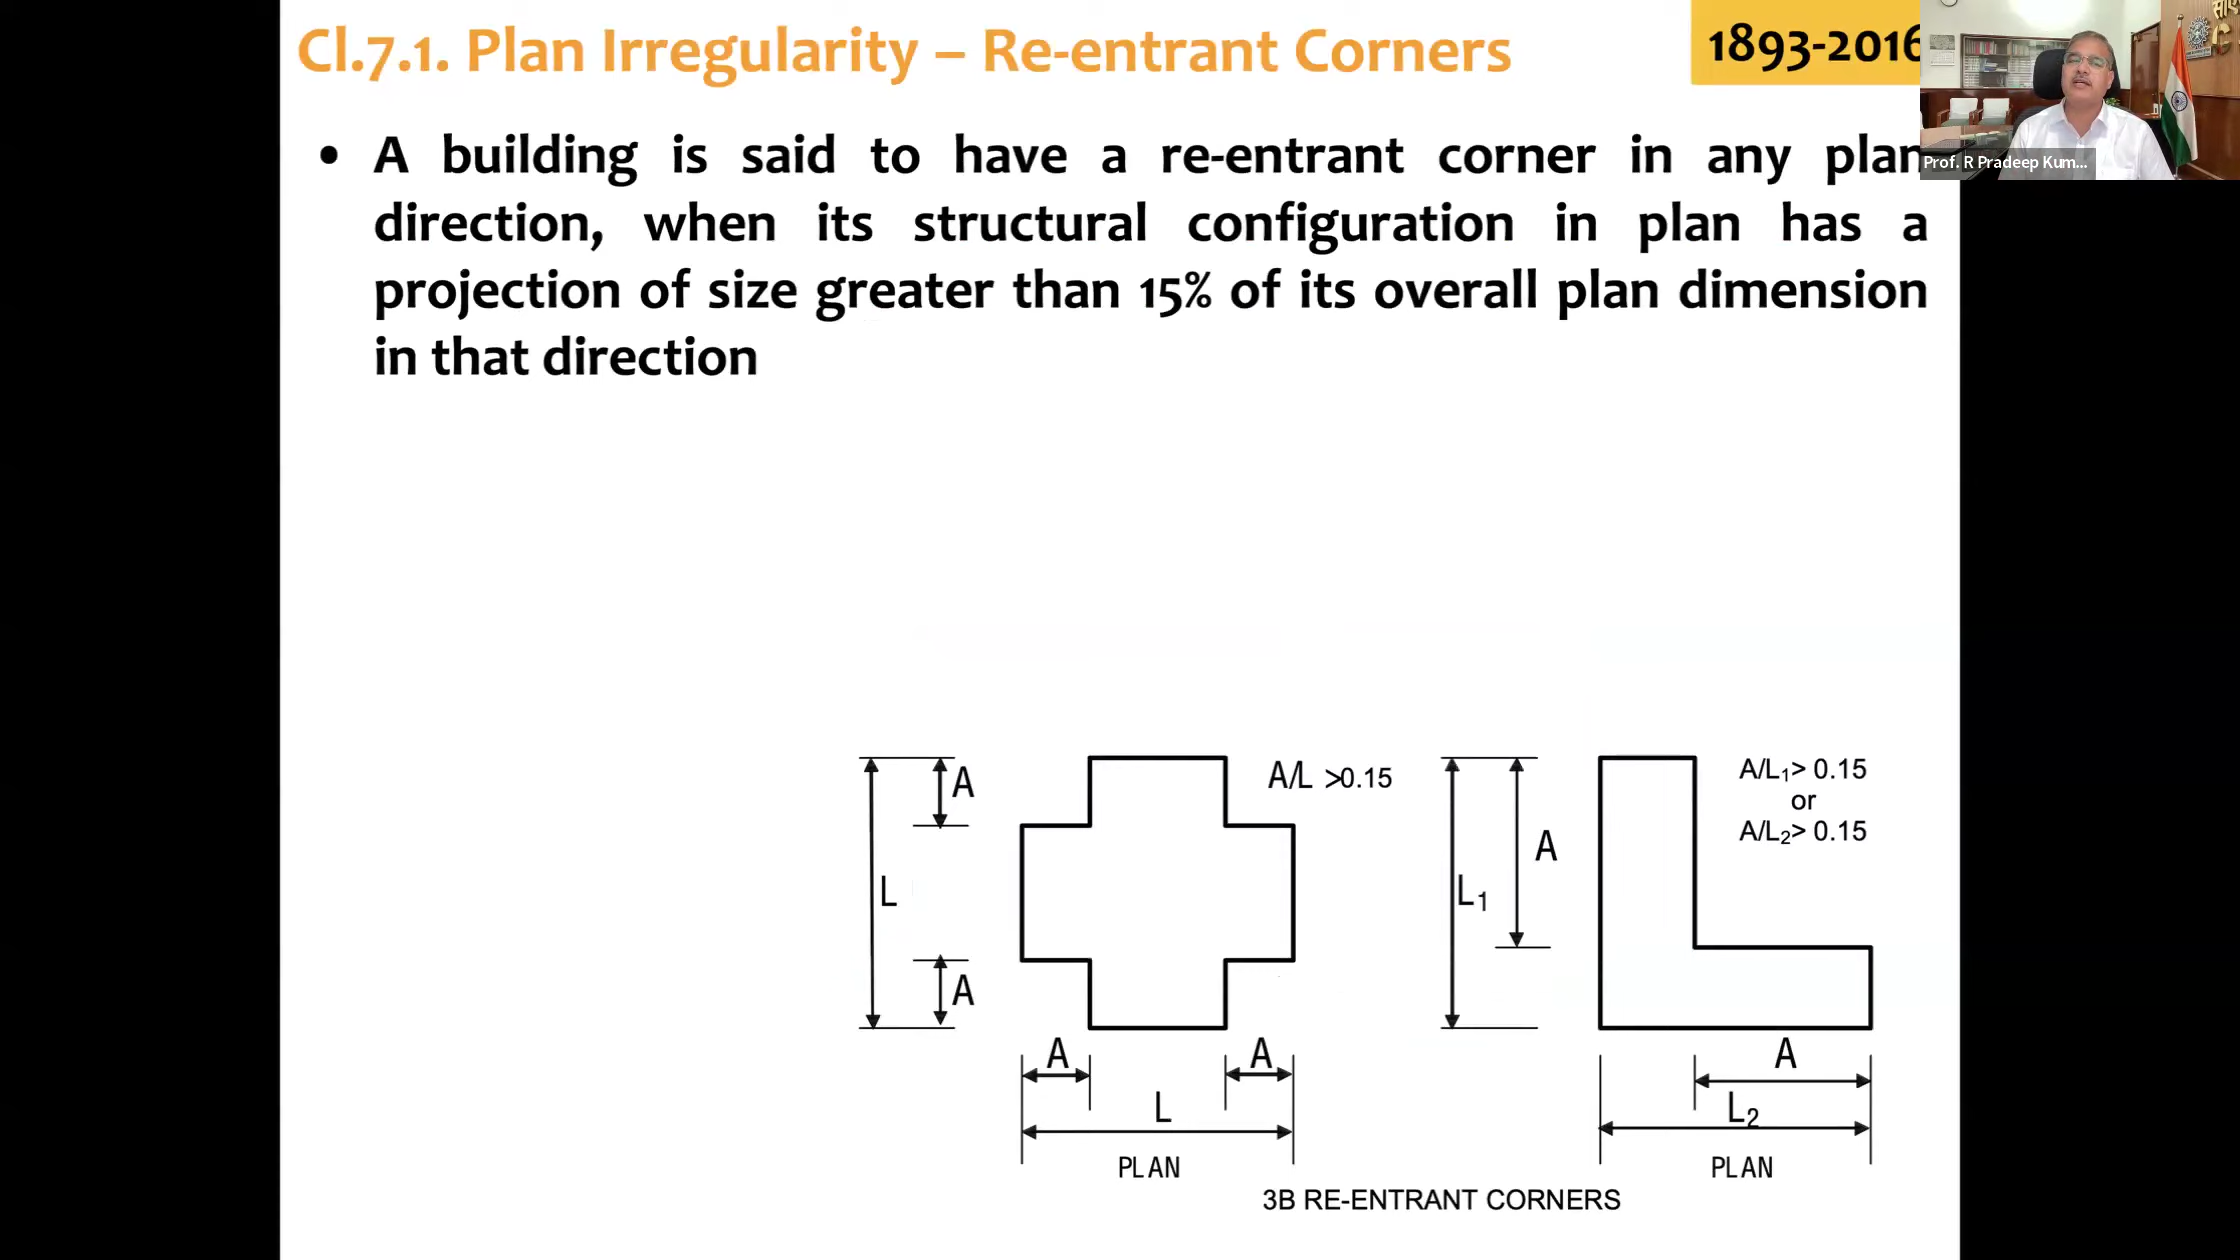 Cl.7.1. Plan Irregularity – Re-entrant Corners
1893-2016
Prof. R Pradeep Kum...
• A building is said to have a re-entrant corner in any plan
direction, when its structural configuration in plan has a
projection of size greater than 15% of its overall plan dimension
in that direction
A
L
A
A/L >0.15
A
A
L
PLAN
L1
A
A/L1> 0.15
or
A/L2> 0.15
A
L2
PLAN
3B RE-ENTRANT CORNERS